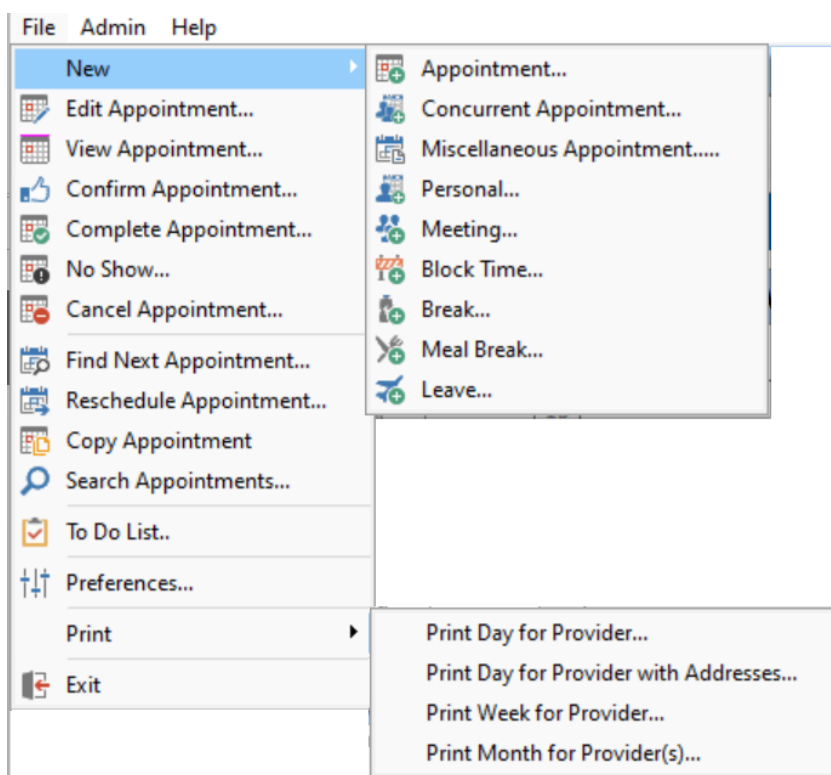 File Admin Help
New
Edit Appointment...
View Appointment...
Confirm Appointment...
Complete Appointment...
No Show...
Cancel Appointment...
Find Next Appointment...
Reschedule Appointment...
Copy Appointment
Search Appointments...
To Do List..
Preferences...
Print
Exit
Appointment...
Concurrent Appointment...
Miscellaneous Appointment.....
Personal...
Meeting...
Block Time...
Break...
Meal Break...
Leave...
Print Day for Provider...
Print Day for Provider with Addresses...
Print Week for Provider...
Print Month for Provider(s)...